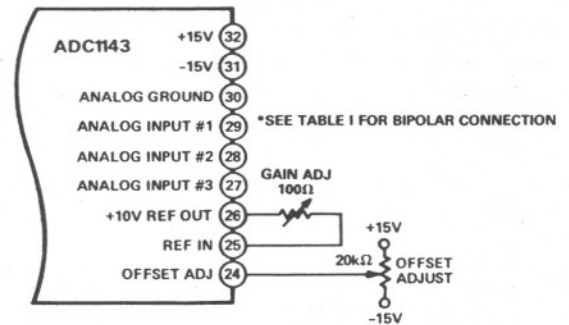 ADC1143
+15V 32
-15V 31
ANALOG GROUND 30
ANALOG INPUT #1 29 *SEE TABLE I FOR BIPOLAR CONNECTION
ANALOG INPUT #2 28
ANALOG INPUT #3 27
GAIN ADJ
100Ω
+10V REF OUT 26
REF IN 25
OFFSET ADJ 24
+15V
20kΩ OFFSET
ADJUST
-15V